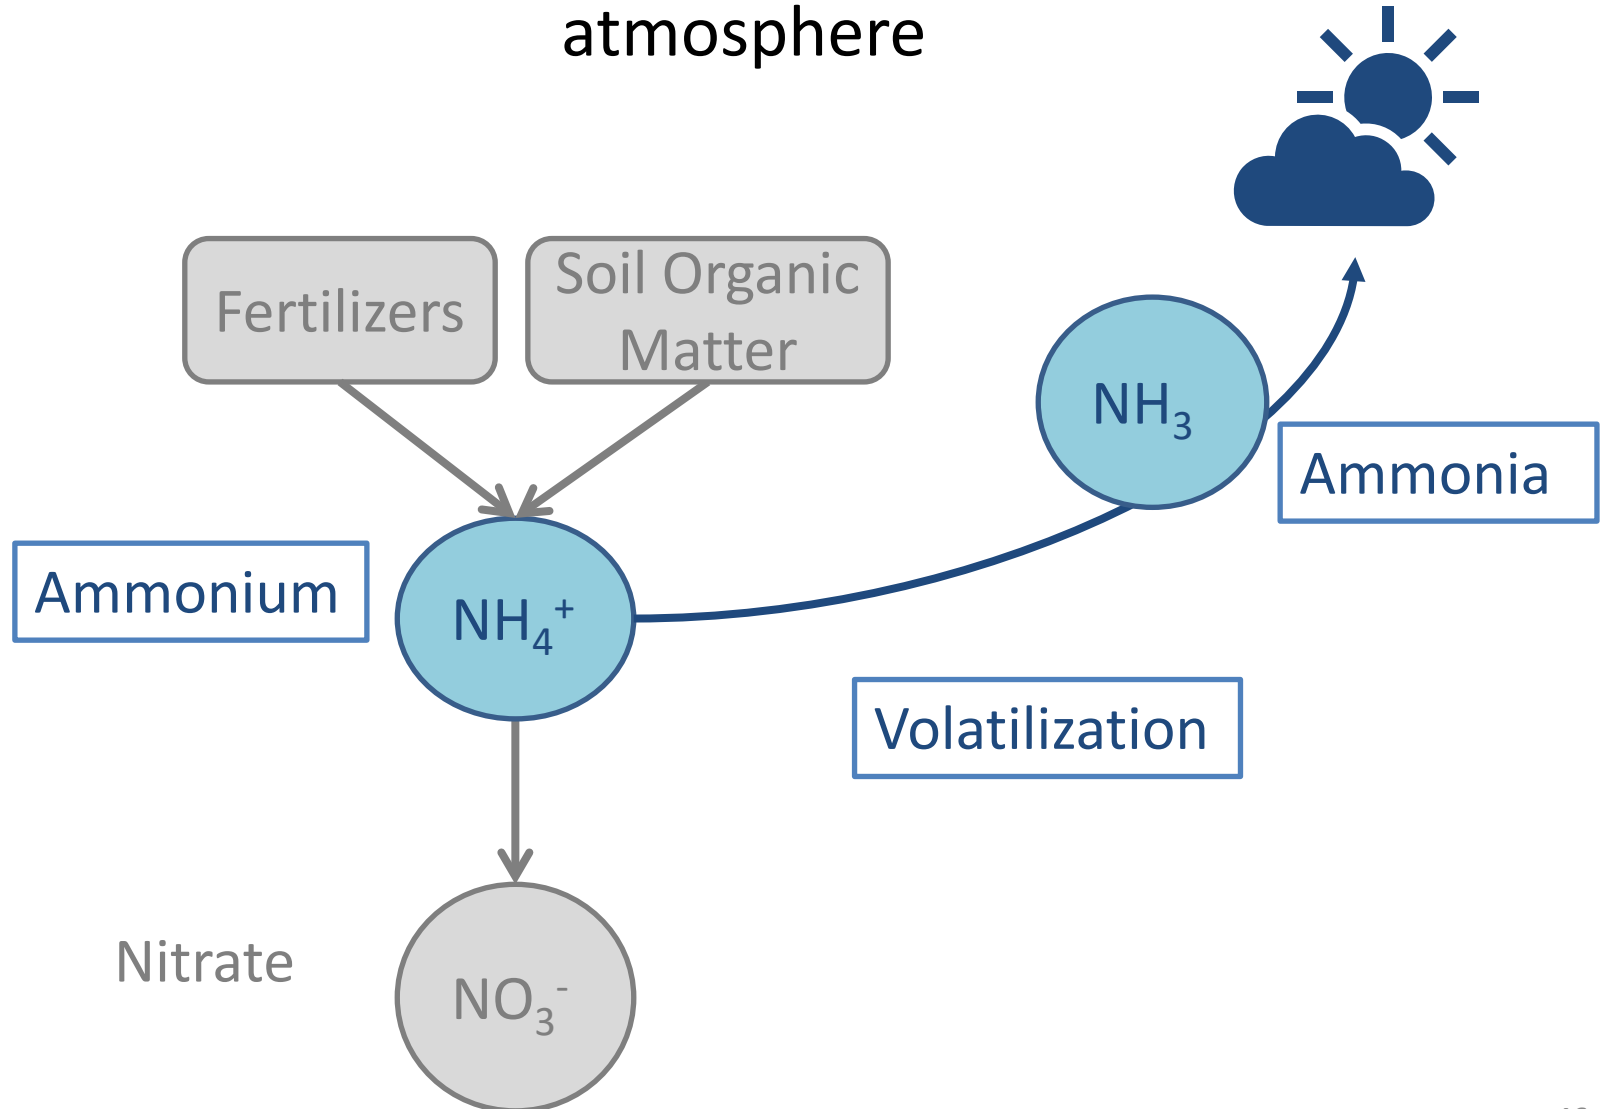 atmosphere
Fertilizers
Soil Organic
Matter
NH₃
Ammonia
Ammonium
NH₄⁺
Volatilization
Nitrate
NO₃⁻